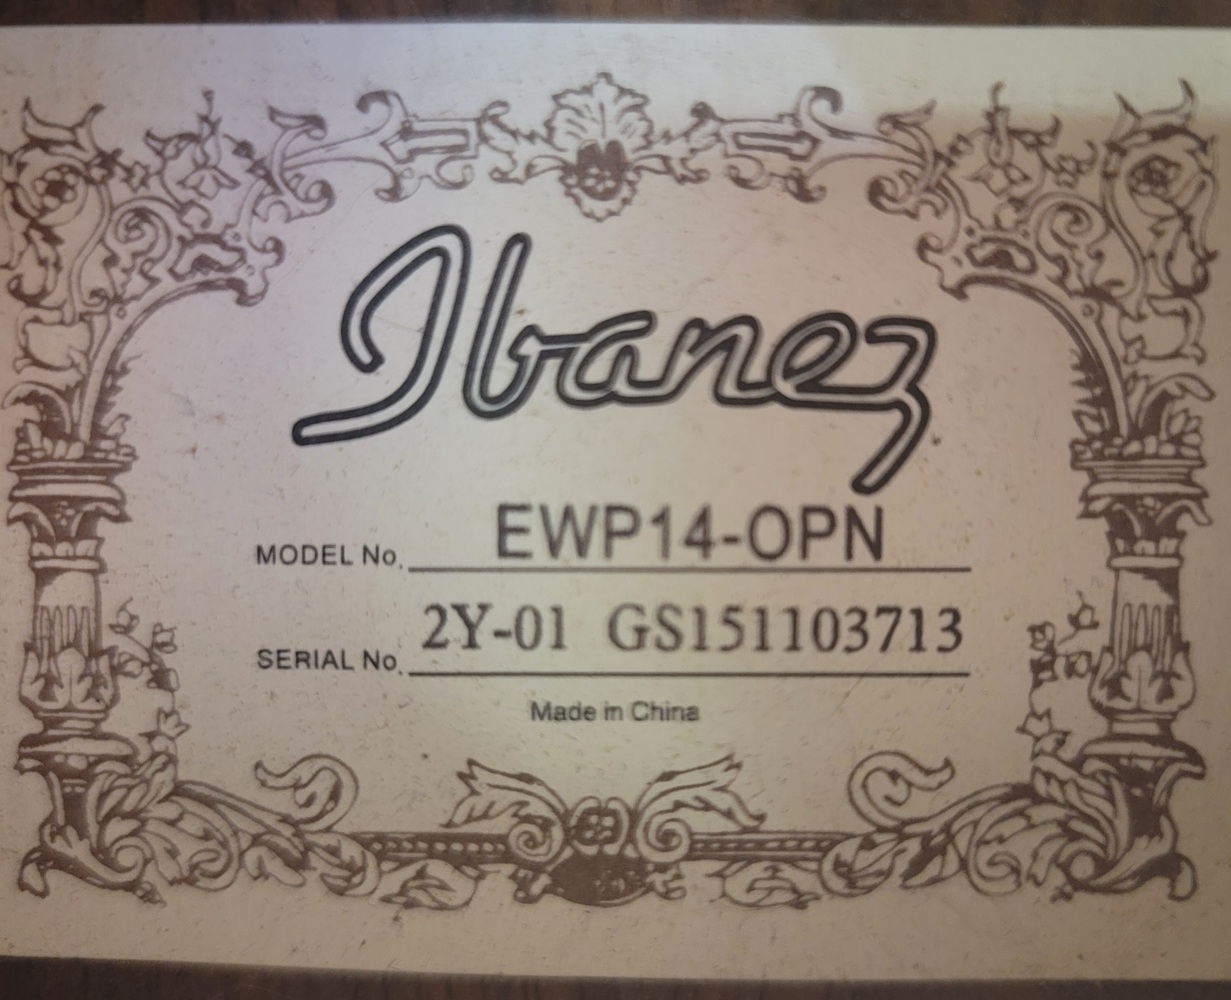 Ibanez
MODEL No. EWP14-OPN
SERIAL No. 2Y-01 GS151103713
Made in China